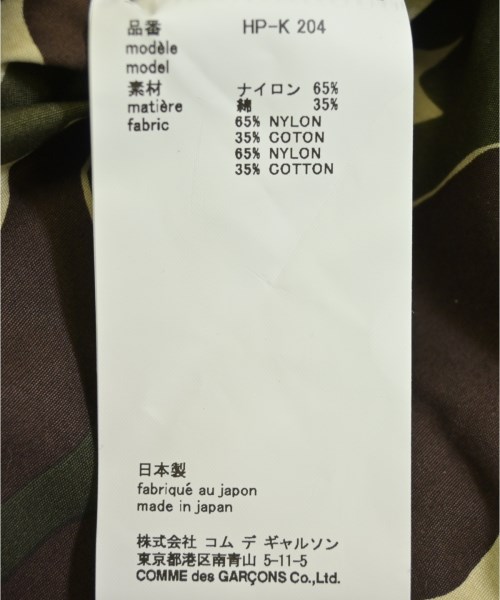 品番 HP-K 204
modèle
model
素材 ナイロン 65%
matière 綿 35%
fabric 65% NYLON
35% COTON
65% NYLON
35% COTTON
日本製
fabriqué au japon
made in japan
株式会社 コム デ ギャルソン
東京都港区南青山 5-11-5
COMME des GARÇONS Co.,Ltd.